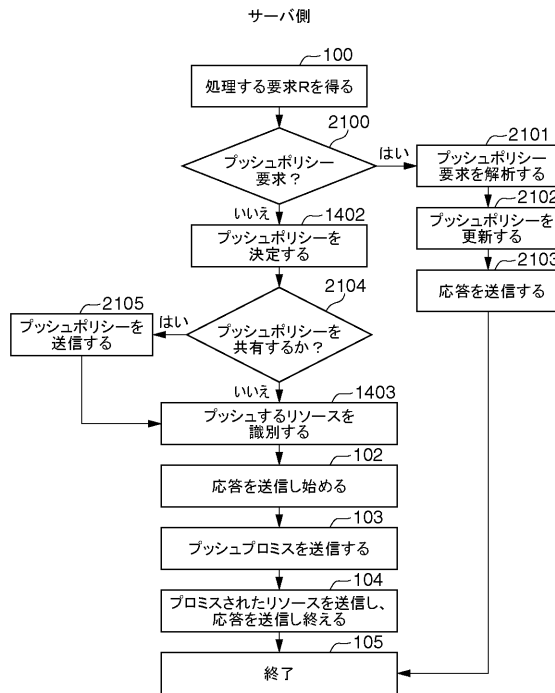 サーバ側
100
処理する要求Rを得る
2100
プッシュポリシー
要求？
はい
2101
プッシュポリシー
要求を解析する
2102
プッシュポリシーを
更新する
2103
応答を送信する
いいえ
1402
プッシュポリシーを
決定する
2104
プッシュポリシーを
共有するか？
はい
2105
プッシュポリシーを
送信する
いいえ
1403
プッシュするリソースを
識別する
102
応答を送信し始める
103
プッシュプロミスを送信する
104
プロミスされたリソースを送信し、
応答を送信し終える
105
終了